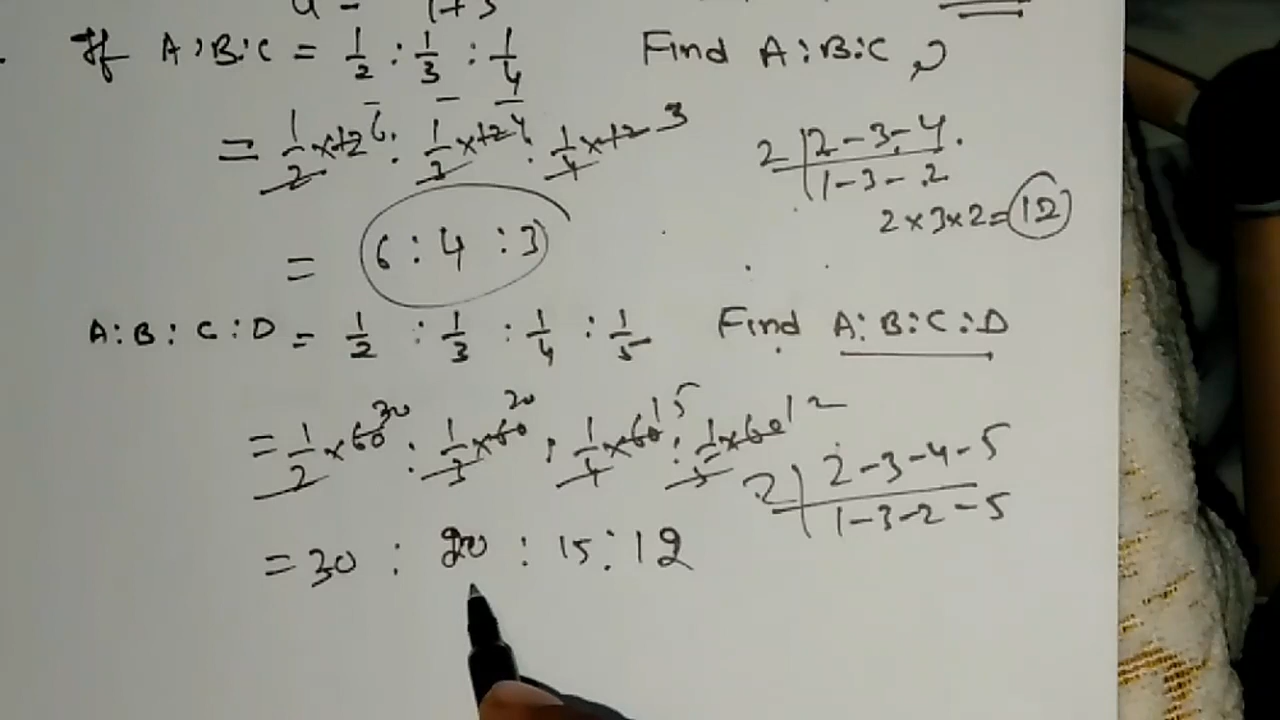 If A:B:C = 1/2 : 1/3 : 1/4 Find A:B:C ?
= 1/2 × 12 6 : 1/3 × 12 4 : 1/4 × 12 3
2 | 2 - 3 - 4.
1 - 3 - 2
2 × 3 × 2 = 12
= 6 : 4 : 3
A : B : C : D = 1/2 : 1/3 : 1/4 : 1/5 Find A:B:C:D
= 1/2 × 60 30 : 1/3 × 60 20 : 1/4 × 60 15 : 1/5 × 60 12
2 | 2 - 3 - 4 - 5
1 - 3 - 2 - 5
= 30 : 20 : 15 : 12